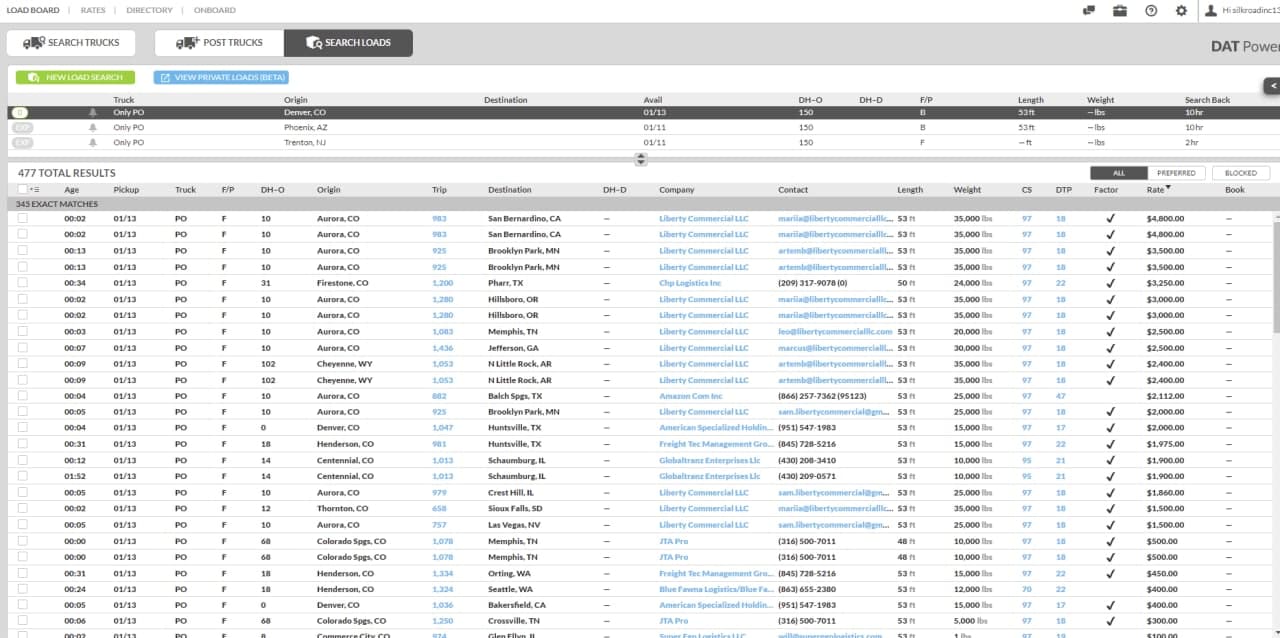 LOAD BOARD | RATES | DIRECTORY | ONBOARD Hi silkroadinc13
SEARCH TRUCKS POST TRUCKS SEARCH LOADS DAT Power
NEW LOAD SEARCH VIEW PRIVATE LOADS (BETA)
Truck Origin Destination Avail DH-O DH-D F/P Length Weight Search Back
Only PO Denver, CO 01/13 150 B 53 ft — lbs 10 hr
EXP Only PO Phoenix, AZ 01/11 150 B 53 ft — lbs 10 hr
EXP Only PO Trenton, NJ 01/11 150 F — ft — lbs 2 hr
477 TOTAL RESULTS ALL PREFERRED BLOCKED
Age Pickup Truck F/P DH-O Origin Trip Destination DH-D Company Contact Length Weight CS DTP Factor Rate Book
345 EXACT MATCHES
00:02 01/13 PO F 10 Aurora, CO 983 San Bernardino, CA — Liberty Commercial LLC mariia@libertycommercialllc... 53 ft 35,000 lbs 97 18 ✔ $4,800.00 —
00:02 01/13 PO F 10 Aurora, CO 983 San Bernardino, CA — Liberty Commercial LLC mariia@libertycommercialllc... 53 ft 35,000 lbs 97 18 ✔ $4,800.00 —
00:13 01/13 PO F 10 Aurora, CO 925 Brooklyn Park, MN — Liberty Commercial LLC artemb@libertycommerciall... 53 ft 35,000 lbs 97 18 ✔ $3,500.00 —
00:13 01/13 PO F 10 Aurora, CO 925 Brooklyn Park, MN — Liberty Commercial LLC artemb@libertycommerciall... 53 ft 35,000 lbs 97 18 ✔ $3,500.00 —
00:34 01/13 PO F 31 Firestone, CO 1,200 Pharr, TX — Chp Logistics Inc (209) 317-9078 (0) 50 ft 24,000 lbs 97 22 ✔ $3,250.00 —
00:02 01/13 PO F 10 Aurora, CO 1,280 Hillsboro, OR — Liberty Commercial LLC mariia@libertycommercialllc... 53 ft 35,000 lbs 97 18 ✔ $3,000.00 —
00:02 01/13 PO F 10 Aurora, CO 1,280 Hillsboro, OR — Liberty Commercial LLC mariia@libertycommercialllc... 53 ft 35,000 lbs 97 18 ✔ $3,000.00 —
00:03 01/13 PO F 10 Aurora, CO 1,083 Memphis, TN — Liberty Commercial LLC leo@libertycommercialllc.com 53 ft 20,000 lbs 97 18 ✔ $2,500.00 —
00:07 01/13 PO F 10 Aurora, CO 1,436 Jefferson, GA — Liberty Commercial LLC marcus@libertycommerciall... 53 ft 30,000 lbs 97 18 ✔ $2,500.00 —
00:09 01/13 PO F 102 Cheyenne, WY 1,053 N Little Rock, AR — Liberty Commercial LLC artemb@libertycommerciall... 53 ft 35,000 lbs 97 18 ✔ $2,400.00 —
00:09 01/13 PO F 102 Cheyenne, WY 1,053 N Little Rock, AR — Liberty Commercial LLC artemb@libertycommerciall... 53 ft 35,000 lbs 97 18 ✔ $2,400.00 —
00:04 01/13 PO F 10 Aurora, CO 882 Balch Spgs, TX — Amazon Com Inc (866) 257-7362 (95123) 53 ft 25,000 lbs 97 47 $2,112.00 —
00:05 01/13 PO F 10 Aurora, CO 925 Brooklyn Park, MN — Liberty Commercial LLC sam.libertycommercial@gm... 53 ft 25,000 lbs 97 18 ✔ $2,000.00 —
00:04 01/13 PO F 0 Denver, CO 1,047 Huntsville, TX — American Specialized Holdin... (951) 547-1983 53 ft 15,000 lbs 97 17 ✔ $2,000.00 —
00:31 01/13 PO F 18 Henderson, CO 981 Huntsville, TX — Freight Tec Management Gro... (845) 728-5216 53 ft 15,000 lbs 97 22 ✔ $1,975.00 —
00:12 01/13 PO F 14 Centennial, CO 1,013 Schaumburg, IL — Globaltranz Enterprises Llc (430) 208-3410 53 ft 10,000 lbs 95 21 ✔ $1,900.00 —
01:52 01/13 PO F 14 Centennial, CO 1,013 Schaumburg, IL — Globaltranz Enterprises Llc (430) 209-0571 53 ft 10,000 lbs 95 21 ✔ $1,900.00 —
00:05 01/13 PO F 10 Aurora, CO 979 Crest Hill, IL — Liberty Commercial LLC sam.libertycommercial@gm... 53 ft 25,000 lbs 97 18 ✔ $1,860.00 —
00:02 01/13 PO F 12 Thornton, CO 658 Sioux Falls, SD — Liberty Commercial LLC mariia@libertycommercialllc... 53 ft 35,000 lbs 97 18 ✔ $1,500.00 —
00:05 01/13 PO F 10 Aurora, CO 757 Las Vegas, NV — Liberty Commercial LLC sam.libertycommercial@gm... 53 ft 25,000 lbs 97 18 ✔ $1,500.00 —
00:00 01/13 PO F 68 Colorado Spgs, CO 1,078 Memphis, TN — JTA Pro (316) 500-7011 48 ft 10,000 lbs 97 18 ✔ $500.00 —
00:00 01/13 PO F 68 Colorado Spgs, CO 1,078 Memphis, TN — JTA Pro (316) 500-7011 48 ft 10,000 lbs 97 18 ✔ $500.00 —
00:31 01/13 PO F 18 Henderson, CO 1,334 Orting, WA — Freight Tec Management Gro... (845) 728-5216 53 ft 15,000 lbs 97 22 ✔ $450.00 —
00:24 01/13 PO F 18 Henderson, CO 1,324 Seattle, WA — Blue Fawna Logistics/Blue Fa... (863) 655-2380 53 ft 12,000 lbs 70 22 $400.00 —
00:05 01/13 PO F 0 Denver, CO 1,036 Bakersfield, CA — American Specialized Holdin... (951) 547-1983 53 ft 15,000 lbs 97 17 ✔ $400.00 —
00:06 01/13 PO F 68 Colorado Spgs, CO 1,250 Crossville, TN — JTA Pro (316) 500-7011 53 ft 5,000 lbs 97 18 ✔ $300.00 —
00:02 01/13 PO F 8 Commerce City, CO 974 Glen Ellyn, IL — Super Ego Logistics LLC 53 ft 1 lbs 97 18 $100.00 —